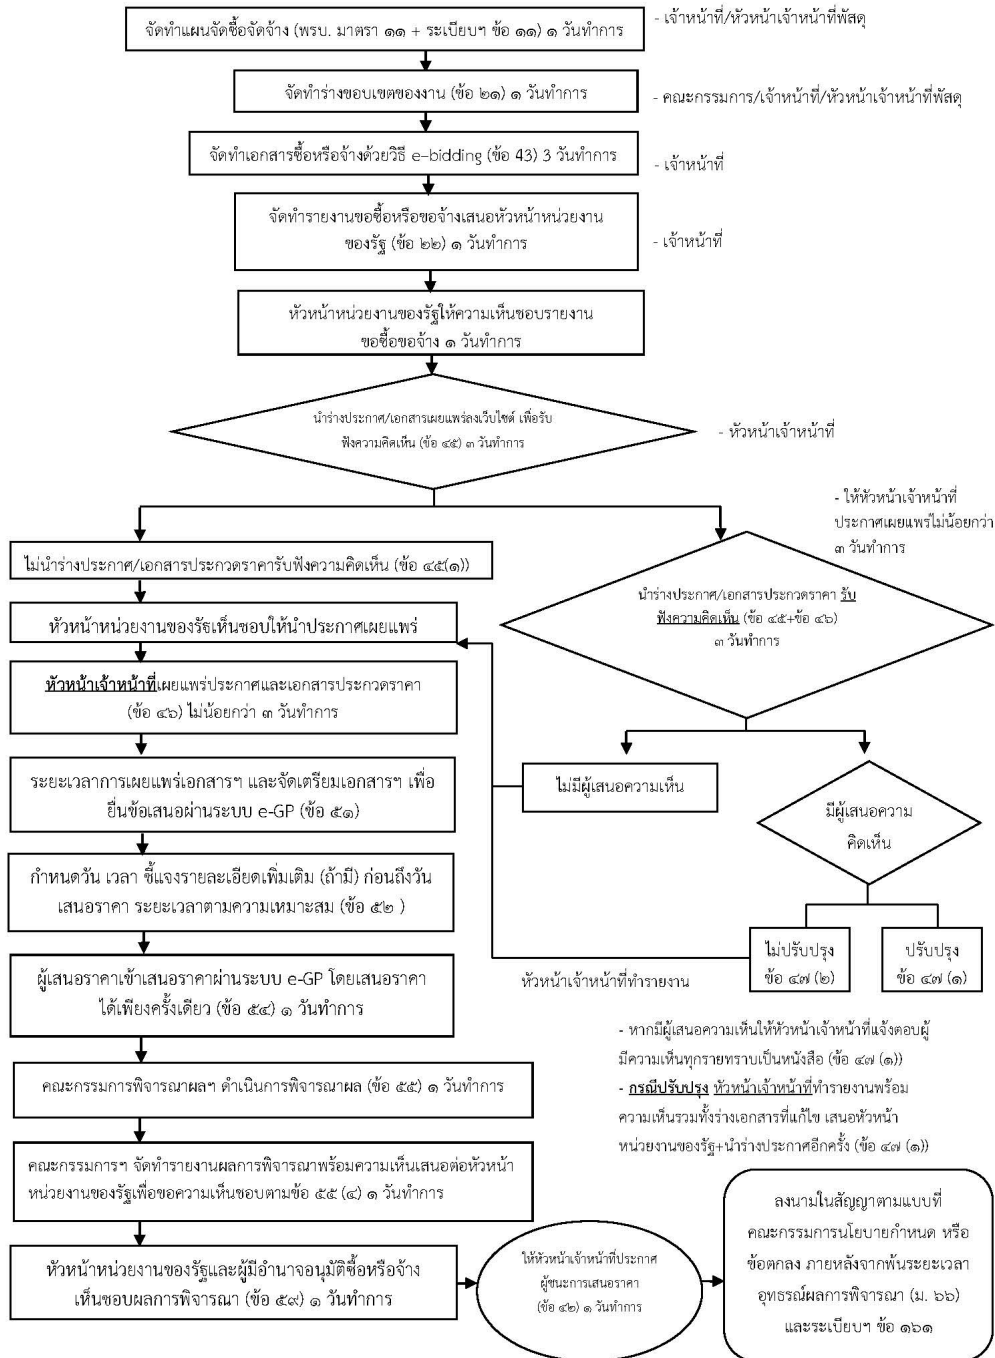 จัดทำแผนจัดซื้อจัดจ้าง (พรบ. มาตรา ๑๑ + ระเบียบฯ ข้อ ๑๑) ๑ วันทำการ
- เจ้าหน้าที่/หัวหน้าเจ้าหน้าที่พัสดุ
จัดทำร่างขอบเขตของงาน (ข้อ ๒๑) ๑ วันทำการ
- คณะกรรมการ/เจ้าหน้าที่/หัวหน้าเจ้าหน้าที่พัสดุ
จัดทำเอกสารซื้อหรือจ้างด้วยวิธี e-bidding (ข้อ 43) 3 วันทำการ
- เจ้าหน้าที่
จัดทำรายงานขอซื้อหรือขอจ้างเสนอหัวหน้าหน่วยงาน
ของรัฐ (ข้อ ๒๒) ๑ วันทำการ
- เจ้าหน้าที่
หัวหน้าหน่วยงานของรัฐให้ความเห็นชอบรายงาน
ขอซื้อขอจ้าง ๑ วันทำการ
นำร่างประกาศ/เอกสารเผยแพร่ลงเว็บไซต์ เพื่อรับ
ฟังความคิดเห็น (ข้อ ๔๕) ๓ วันทำการ
- หัวหน้าเจ้าหน้าที่
- ให้หัวหน้าเจ้าหน้าที่
ประกาศเผยแพร่ไม่น้อยกว่า
๓ วันทำการ
ไม่นำร่างประกาศ/เอกสารประกวดราคารับฟังความคิดเห็น (ข้อ ๔๕(๑))
นำร่างประกาศ/เอกสารประกวดราคา รับ
ฟังความคิดเห็น (ข้อ ๔๕+ข้อ ๔๖)
๓ วันทำการ
หัวหน้าหน่วยงานของรัฐเห็นชอบให้นำประกาศเผยแพร่
หัวหน้าเจ้าหน้าที่เผยแพร่ประกาศและเอกสารประกวดราคา
(ข้อ ๔๖) ไม่น้อยกว่า ๓ วันทำการ
ระยะเวลาการเผยแพร่เอกสารฯ และจัดเตรียมเอกสารฯ เพื่อ
ยื่นข้อเสนอผ่านระบบ e-GP (ข้อ ๕๑)
ไม่มีผู้เสนอความเห็น
มีผู้เสนอความ
คิดเห็น
กำหนดวัน เวลา ชี้แจงรายละเอียดเพิ่มเติม (ถ้ามี) ก่อนถึงวัน
เสนอราคา ระยะเวลาตามความเหมาะสม (ข้อ ๕๒ )
ไม่ปรับปรุง
ข้อ ๔๗ (๒)
ปรับปรุง
ข้อ ๔๗ (๑)
หัวหน้าเจ้าหน้าที่ทำรายงาน
ผู้เสนอราคาเข้าเสนอราคาผ่านระบบ e-GP โดยเสนอราคา
ได้เพียงครั้งเดียว (ข้อ ๕๔) ๑ วันทำการ
- หากมีผู้เสนอความเห็นให้หัวหน้าเจ้าหน้าที่แจ้งตอบผู้
มีความเห็นทุกรายทราบเป็นหนังสือ (ข้อ ๔๗ (๑))
- กรณีปรับปรุง หัวหน้าเจ้าหน้าที่ทำรายงานพร้อม
ความเห็นรวมทั้งร่างเอกสารที่แก้ไข เสนอหัวหน้า
หน่วยงานของรัฐ+นำร่างประกาศอีกครั้ง (ข้อ ๔๗ (๑))
คณะกรรมการพิจารณาผลฯ ดำเนินการพิจารณาผล (ข้อ ๕๕) ๑ วันทำการ
คณะกรรมการฯ จัดทำรายงานผลการพิจารณาพร้อมความเห็นเสนอต่อหัวหน้า
หน่วยงานของรัฐเพื่อขอความเห็นชอบตามข้อ ๕๕ (๔) ๑ วันทำการ
หัวหน้าหน่วยงานของรัฐและผู้มีอำนาจอนุมัติซื้อหรือจ้าง
เห็นชอบผลการพิจารณา (ข้อ ๕๙) ๑ วันทำการ
ให้หัวหน้าเจ้าหน้าที่ประกาศ
ผู้ชนะการเสนอราคา
(ข้อ ๔๒) ๑ วันทำการ
ลงนามในสัญญาตามแบบที่
คณะกรรมการนโยบายกำหนด หรือ
ข้อตกลง ภายหลังจากพ้นระยะเวลา
อุทธรณ์ผลการพิจารณา (ม. ๖๖)
และระเบียบฯ ข้อ ๑๖๑